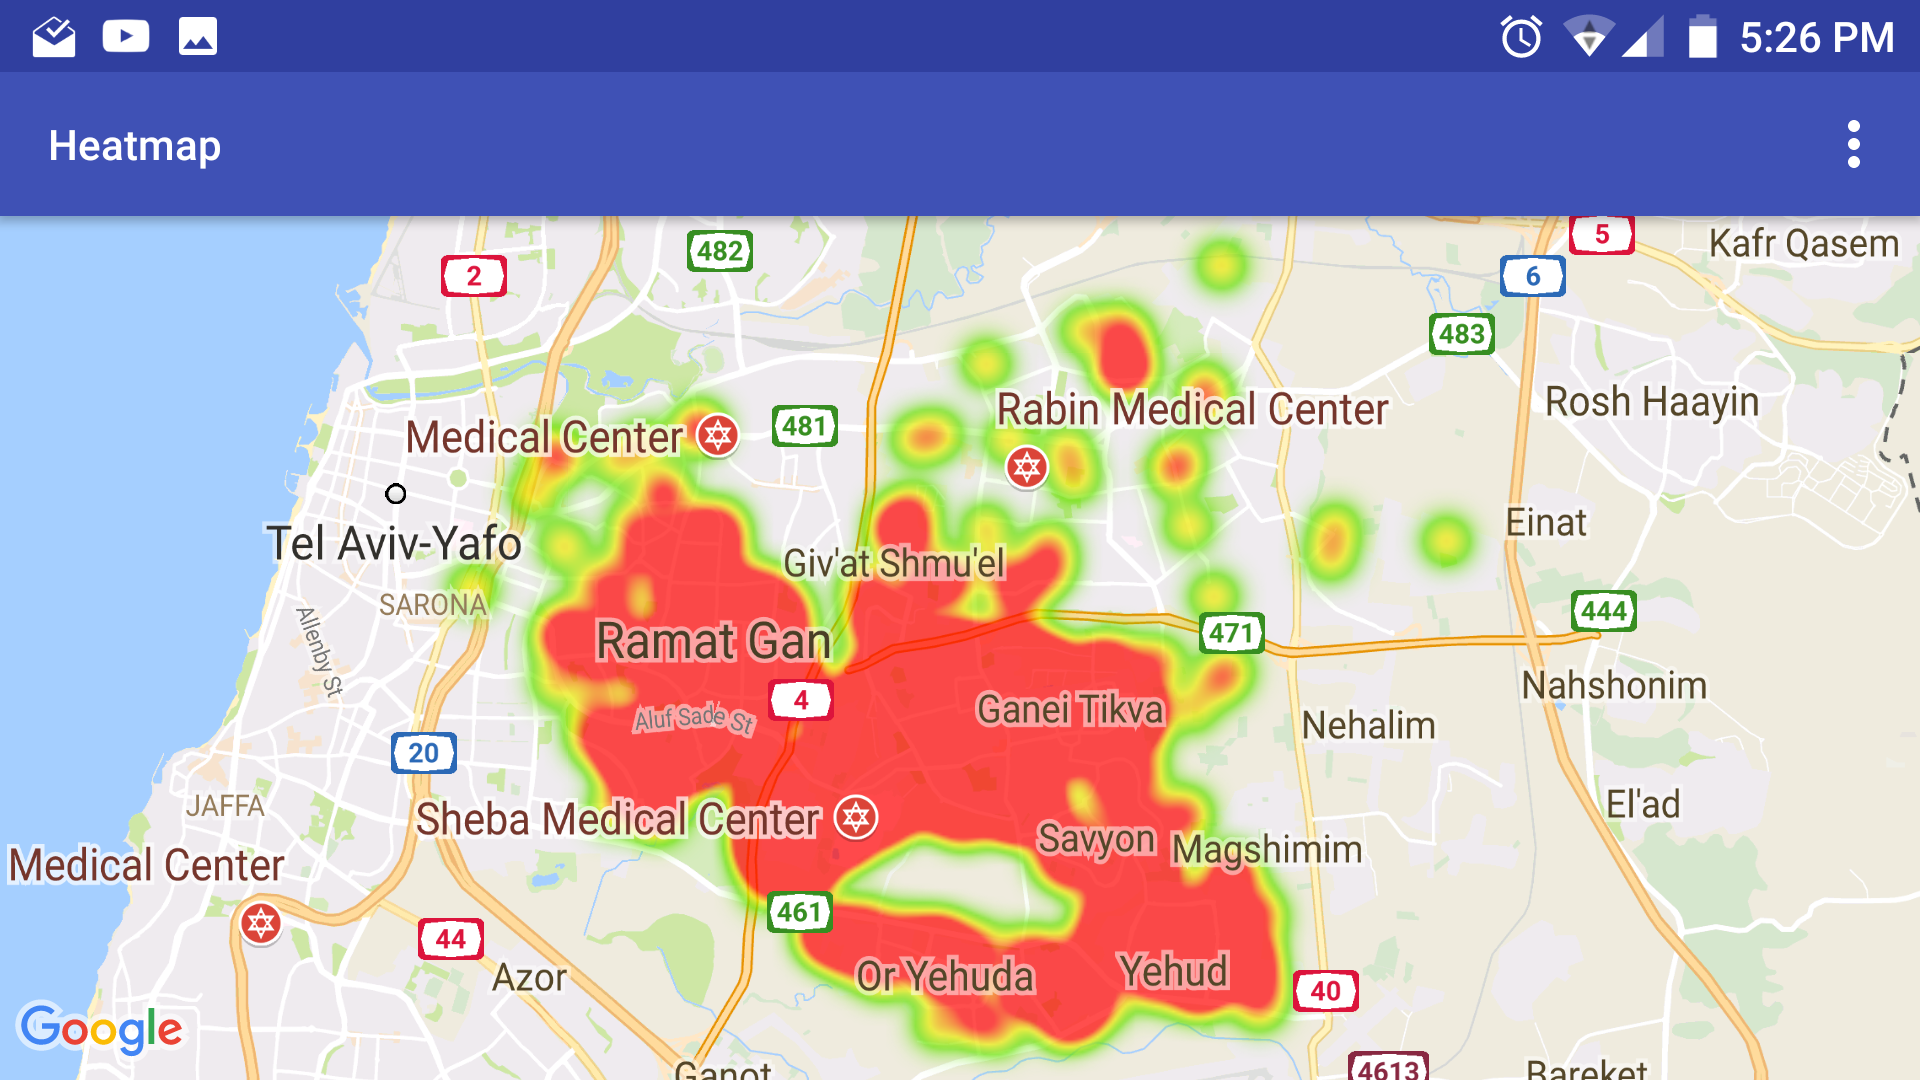 5:26 PM
Heatmap
5
Kafr Qasem
482
2
6
483
Rosh Haayin
Rabin Medical Center
Medical Center
481
Einat
Tel Aviv-Yafo
Giv'at Shmu'el
SARONA
444
471
Allenby St
Ramat Gan
Nahshonim
4
Ganei Tikva
Aluf Sade St
Nehalim
20
JAFFA
Sheba Medical Center
El'ad
Savyon
Magshimim
Medical Center
461
44
Azor
Or Yehuda
Yehud
40
Google
Ganot
4613
Bareket